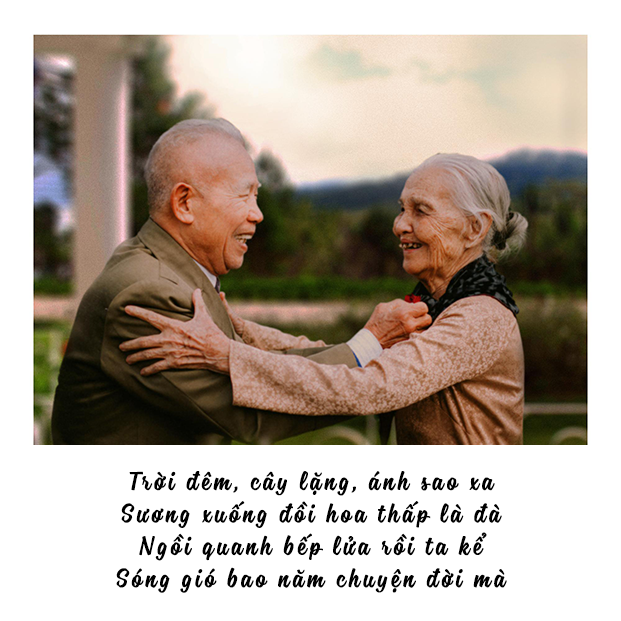 Trời đêm, cây lặng, ánh sao xa
Sương xuống đồi hoa thấp là đà
Ngồi quanh bếp lửa rồi ta kể
Sóng gió bao năm chuyện đời mà